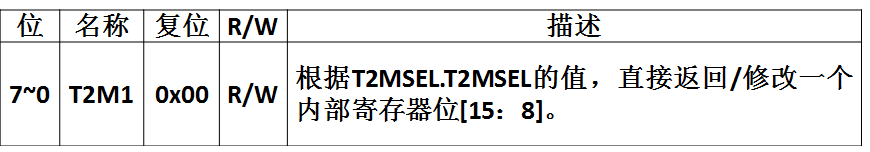 位 名称 复位 R/W 描述
7~0 T2M1 0x00 R/W 根据T2MSEL.T2MSEL的值，直接返回/修改一个
内部寄存器位[15：8]。